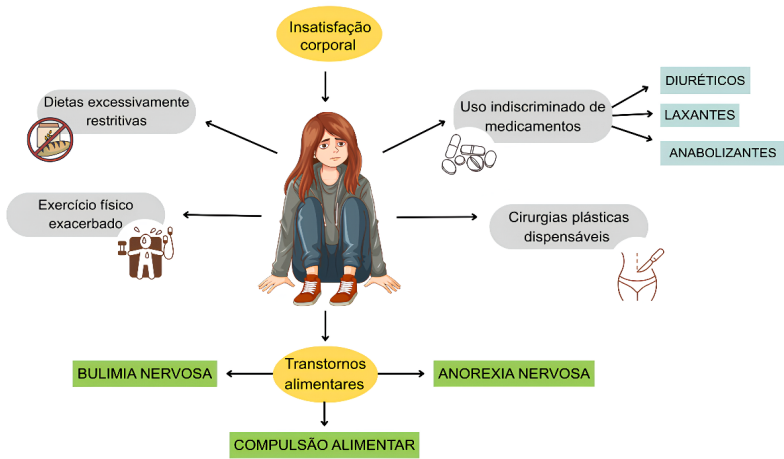 Insatisfação
corporal
Dietas excessivamente
restritivas
Uso indiscriminado de
medicamentos
DIURÉTICOS
LAXANTES
ANABOLIZANTES
Exercício físico
exacerbado
Cirurgias plásticas
dispensáveis
Transtornos
alimentares
BULIMIA NERVOSA
ANOREXIA NERVOSA
COMPULSÃO ALIMENTAR